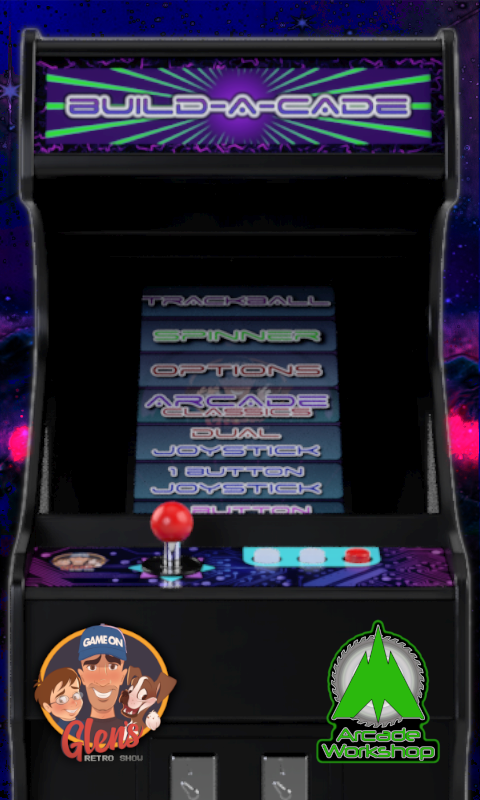 BUILD-A-CADE
TRACKBALL
SPINNER
OPTIONS
ARCADE
CLASSICS
DUAL
JOYSTICK
1 BUTTON
JOYSTICK
BUTTON
GAME ON
Glens
RETRO SHOW
Arcade
Workshop